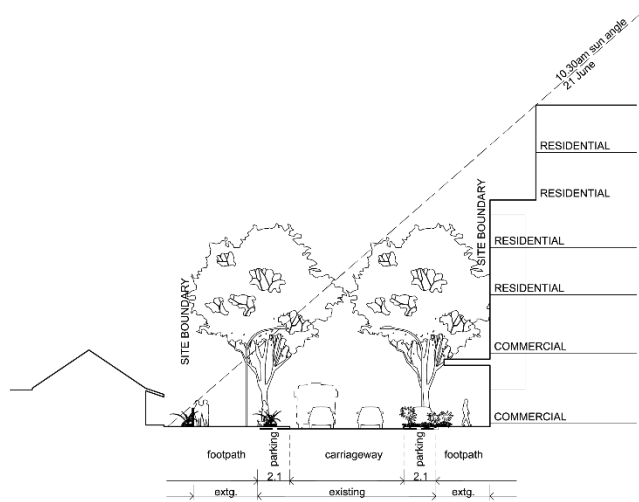 10.30am sun angle
21 June
RESIDENTIAL
RESIDENTIAL
SITE BOUNDARY
RESIDENTIAL
RESIDENTIAL
SITE BOUNDARY
COMMERCIAL
COMMERCIAL
footpath
parking
carriageway
parking
footpath
2.1
2.1
extg.
existing
extg.